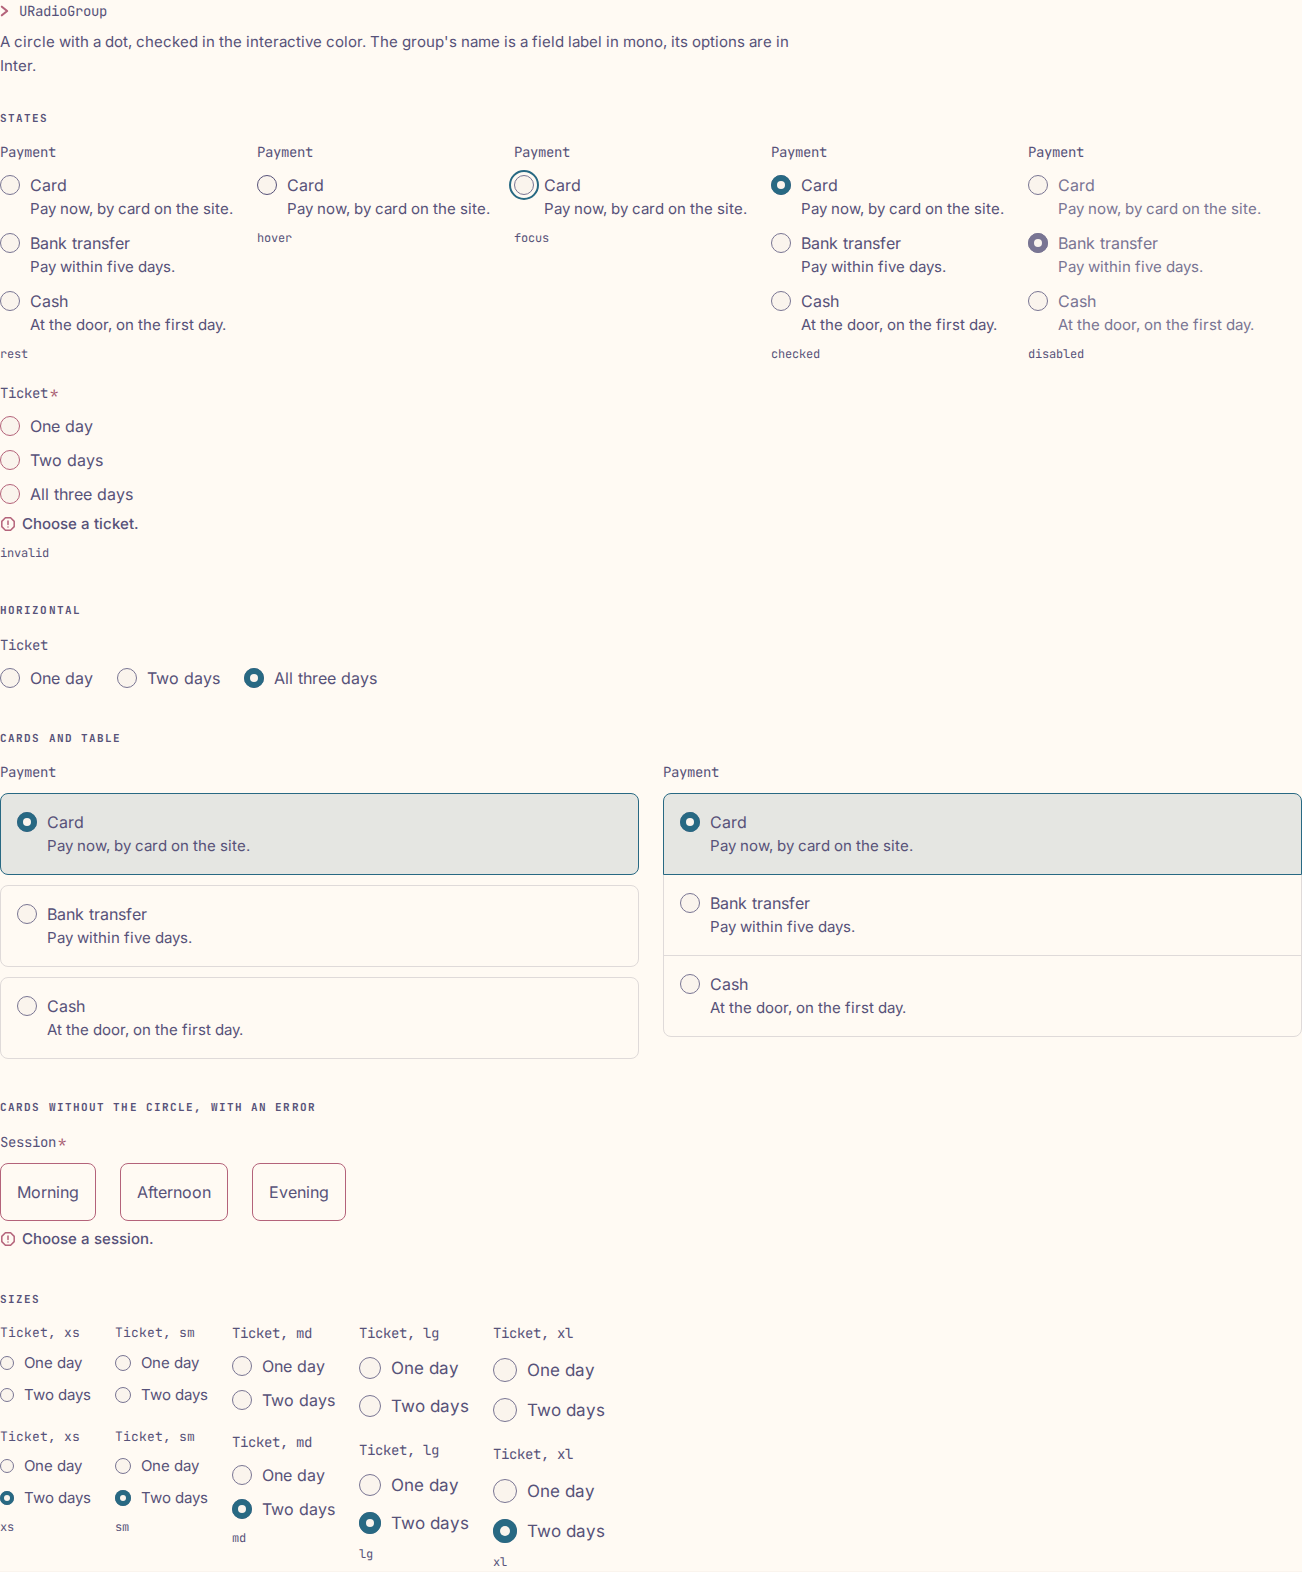 URadioGroup
A circle with a dot, checked in the interactive color. The group's name is a field label in mono, its options are in
Inter.
STATES
Payment
Card
Pay now, by card on the site.
Bank transfer
Pay within five days.
Cash
At the door, on the first day.
rest
Payment
Card
Pay now, by card on the site.
hover
Payment
Card
Pay now, by card on the site.
focus
Payment
Card
Pay now, by card on the site.
Bank transfer
Pay within five days.
Cash
At the door, on the first day.
checked
Payment
Card
Pay now, by card on the site.
Bank transfer
Pay within five days.
Cash
At the door, on the first day.
disabled
Ticket*
One day
Two days
All three days
Choose a ticket.
invalid
HORIZONTAL
Ticket
One day
Two days
All three days
CARDS AND TABLE
Payment
Card
Pay now, by card on the site.
Bank transfer
Pay within five days.
Cash
At the door, on the first day.
Payment
Card
Pay now, by card on the site.
Bank transfer
Pay within five days.
Cash
At the door, on the first day.
CARDS WITHOUT THE CIRCLE, WITH AN ERROR
Session*
Morning
Afternoon
Evening
Choose a session.
SIZES
Ticket, xs
One day
Two days
Ticket, xs
One day
Two days
xs
Ticket, sm
One day
Two days
Ticket, sm
One day
Two days
sm
Ticket, md
One day
Two days
Ticket, md
One day
Two days
md
Ticket, lg
One day
Two days
Ticket, lg
One day
Two days
lg
Ticket, xl
One day
Two days
Ticket, xl
One day
Two days
xl